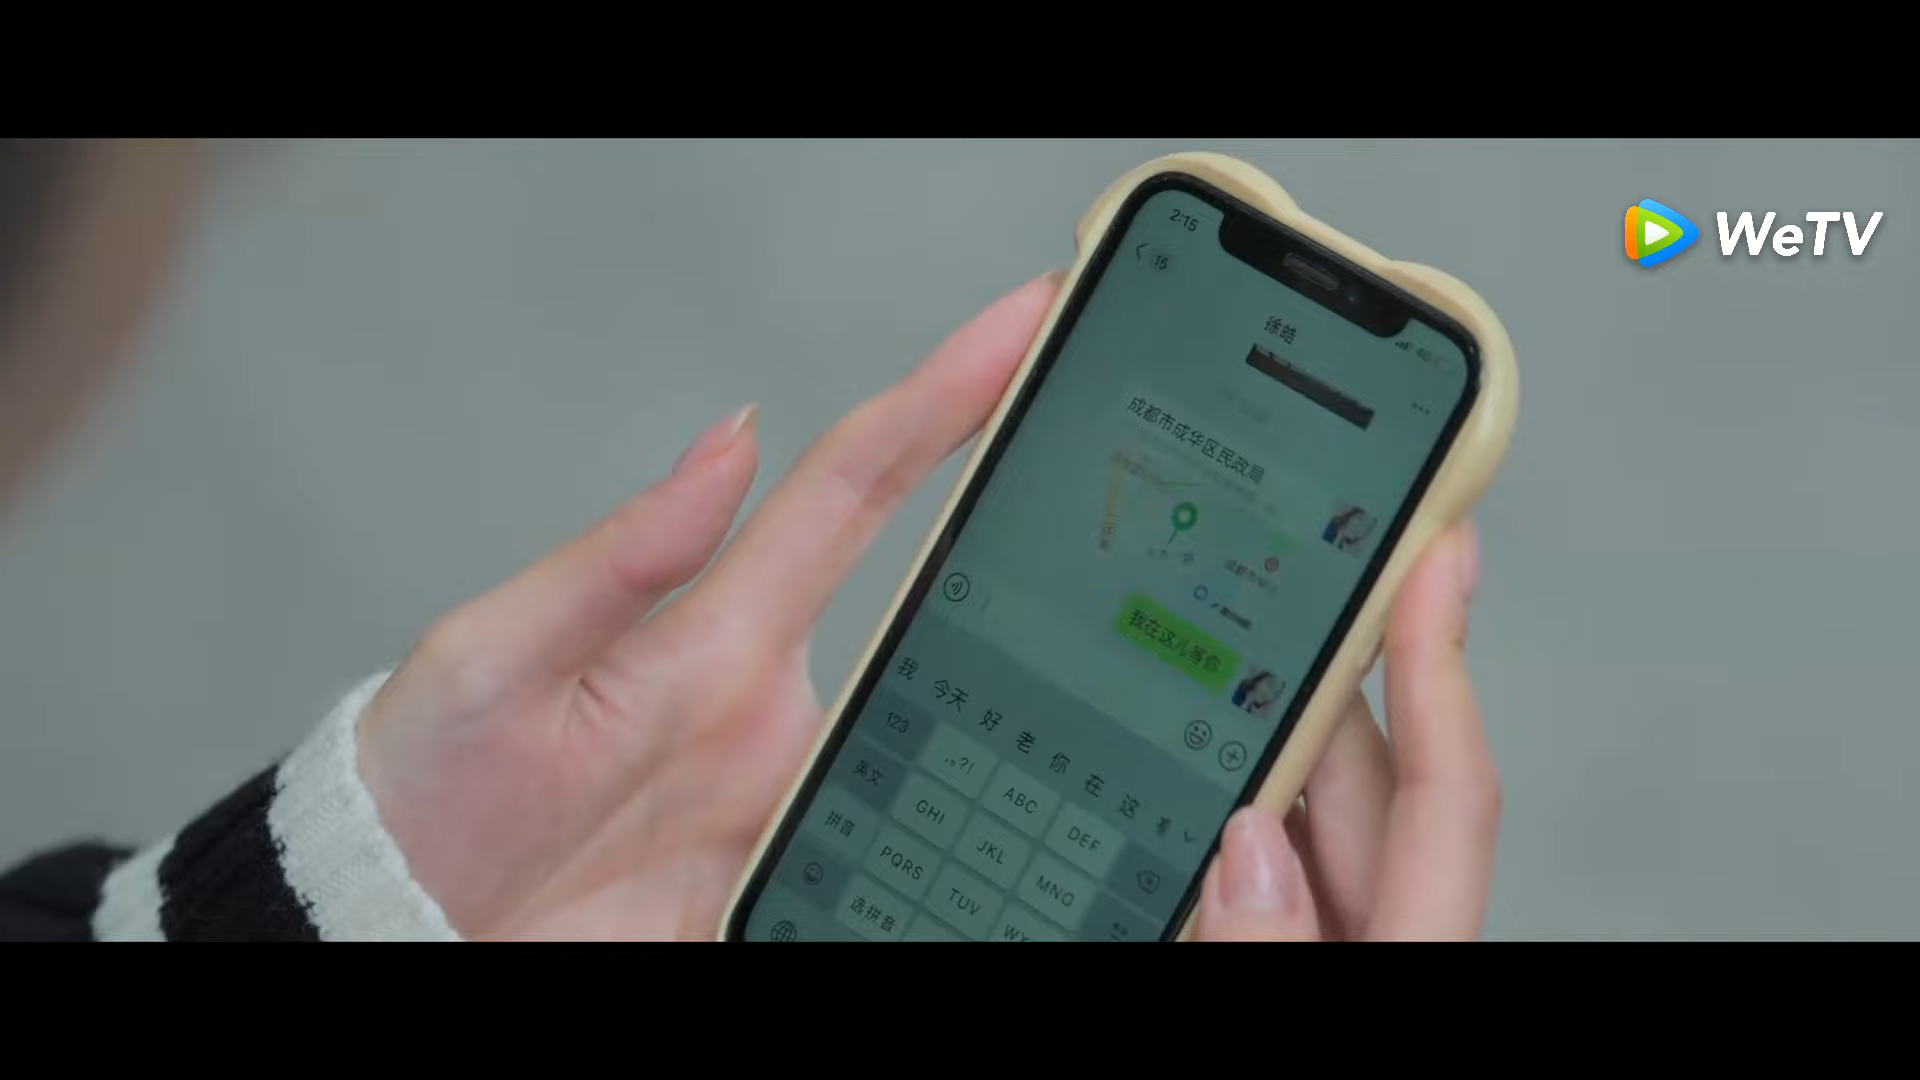 WeTV
2:15
15
徐皓
成都市成华区民政局
我在这儿等你
我 今天 好 老 你 在 这 看
123 .。?! ABC DEF
英文 GHI JKL MNO
拼音 PQRS TUV
选拼音